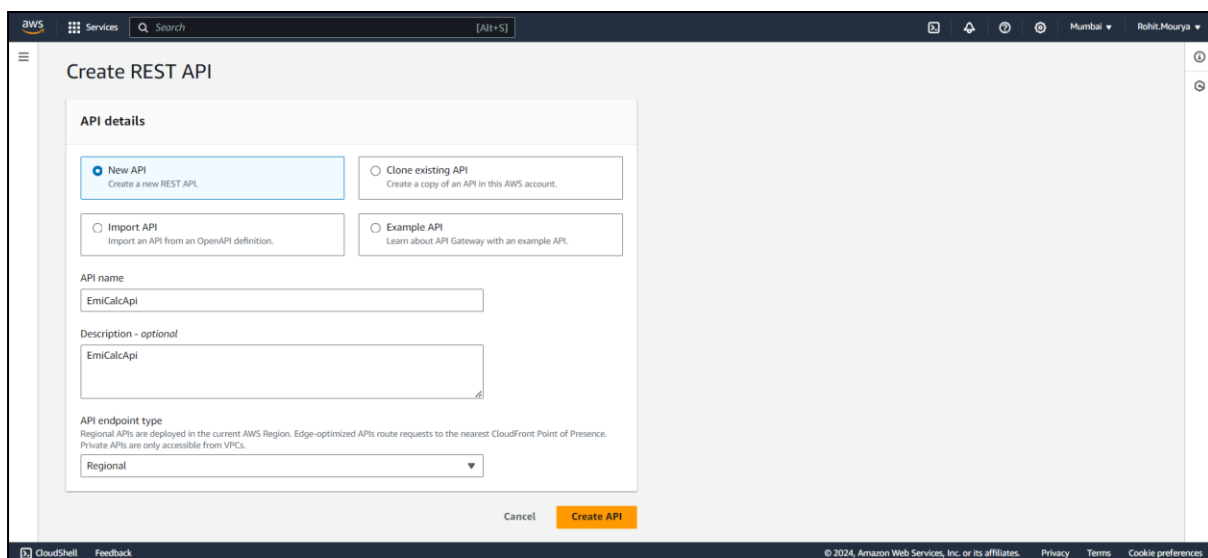 aws
Services
Search
[Alt+S]
Mumbai
Rohit.Mourya
Create REST API
API details
New API
Create a new REST API.
Clone existing API
Create a copy of an API in this AWS account.
Import API
Import an API from an OpenAPI definition.
Example API
Learn about API Gateway with an example API.
API name
EmiCalcApi
Description - optional
EmiCalcApi
API endpoint type
Regional APIs are deployed in the current AWS Region. Edge-optimized APIs route requests to the nearest CloudFront Point of Presence.
Private APIs are only accessible from VPCs.
Regional
Cancel
Create API
CloudShell
Feedback
© 2024, Amazon Web Services, Inc. or its affiliates.
Privacy
Terms
Cookie preferences